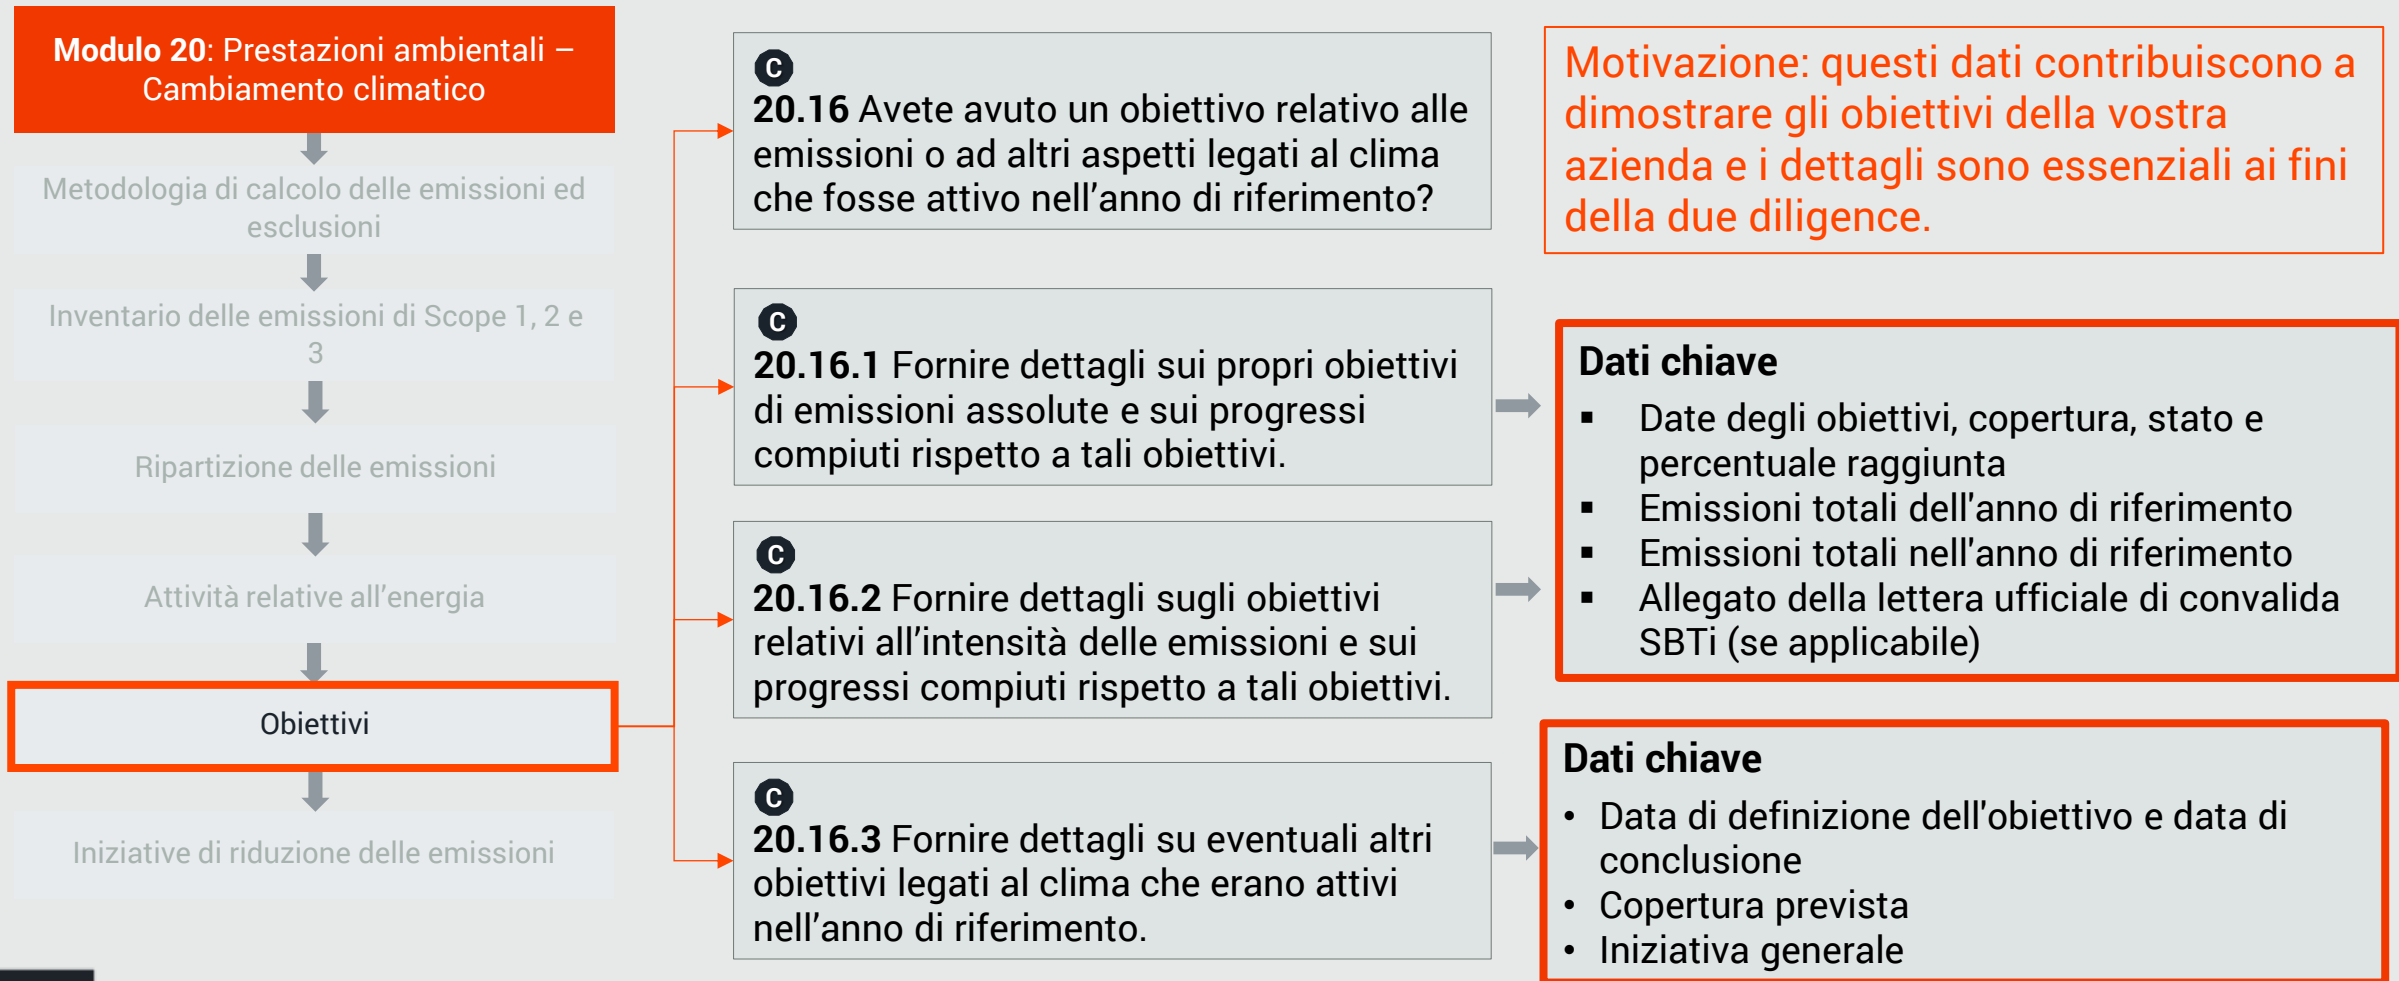 Modulo 20: Prestazioni ambientali –
Cambiamento climatico
Metodologia di calcolo delle emissioni ed
esclusioni
Inventario delle emissioni di Scope 1, 2 e
3
Ripartizione delle emissioni
Attività relative all'energia
Obiettivi
Iniziative di riduzione delle emissioni
C
20.16 Avete avuto un obiettivo relativo alle
emissioni o ad altri aspetti legati al clima
che fosse attivo nell'anno di riferimento?
C
20.16.1 Fornire dettagli sui propri obiettivi
di emissioni assolute e sui progressi
compiuti rispetto a tali obiettivi.
C
20.16.2 Fornire dettagli sugli obiettivi
relativi all'intensità delle emissioni e sui
progressi compiuti rispetto a tali obiettivi.
C
20.16.3 Fornire dettagli su eventuali altri
obiettivi legati al clima che erano attivi
nell'anno di riferimento.
Motivazione: questi dati contribuiscono a
dimostrare gli obiettivi della vostra
azienda e i dettagli sono essenziali ai fini
della due diligence.
Dati chiave
▪ Date degli obiettivi, copertura, stato e
percentuale raggiunta
▪ Emissioni totali dell'anno di riferimento
▪ Emissioni totali nell'anno di riferimento
▪ Allegato della lettera ufficiale di convalida
SBTi (se applicabile)
Dati chiave
• Data di definizione dell'obiettivo e data di
conclusione
• Copertura prevista
• Iniziativa generale